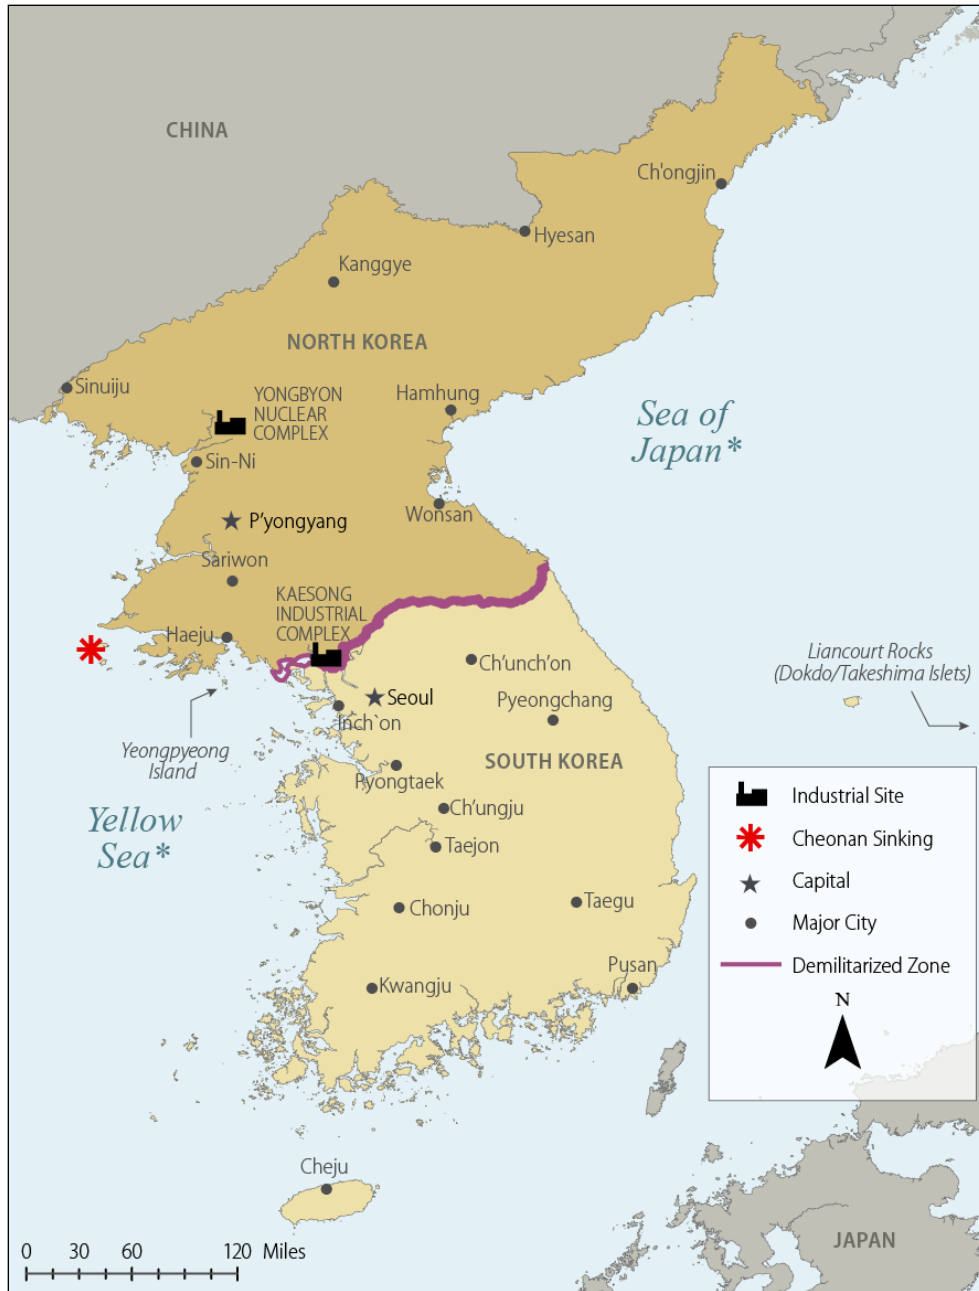 CHINA
Ch'ongjin
Hyesan
Kanggye
NORTH KOREA
Sinuiju
YONGBYON
NUCLEAR
COMPLEX
Hamhung
Sea of
Japan*
Sin-Ni
Wonsan
P'yongyang
Sariwon
KAESONG
INDUSTRIAL
COMPLEX
Haeju
Ch'unch'on
Liancourt Rocks
(Dokdo/Takeshima Islets)
Seoul
Pyeongchang
Inch`on
Yeongpyeong
Island
SOUTH KOREA
Pyongtaek
Yellow
Sea*
Ch'ungju
Taejon
Chonju
Taegu
Pusan
Kwangju
Industrial Site
Cheonan Sinking
Capital
Major City
Demilitarized Zone
N
Cheju
JAPAN
0 30 60 120 Miles